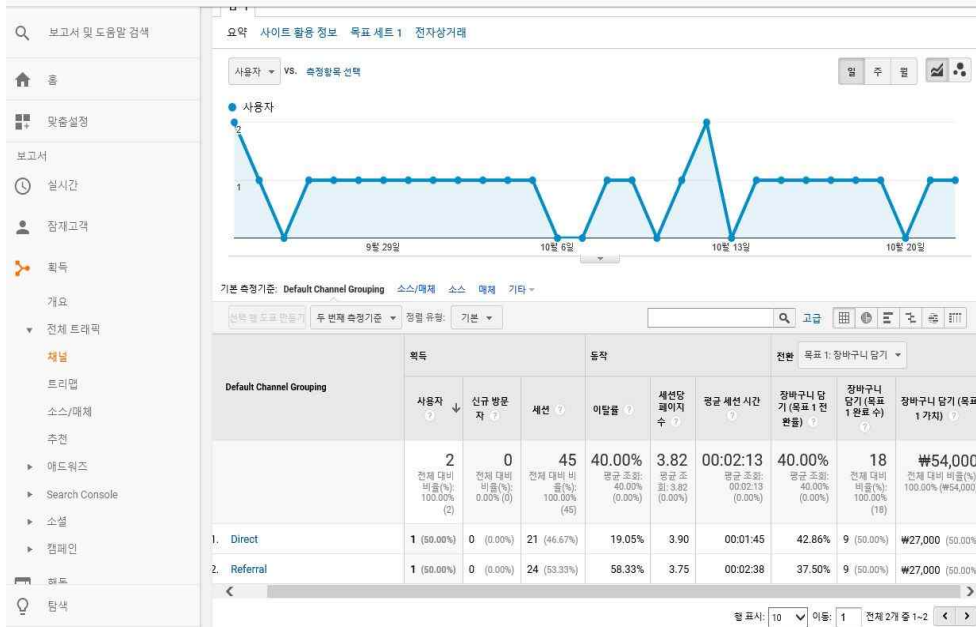 보고서 및 도움말 검색
홈
맞춤설정
보고서
실시간
잠재고객
획득
개요
전체 트래픽
채널
트리맵
소스/매체
추천
애드워즈
Search Console
소셜
캠페인
탐색
요약 사이트 활용 정보 목표 세트 1 전자상거래
사용자 VS. 측정항목 선택
일 주 월
사용자
2
1
9월 29일 10월 6일 10월 13일 10월 20일
기본 측정기준: Default Channel Grouping 소스/매체 소스 매체 기타
선택 행 도표 만들기 두 번째 측정기준 정렬 유형: 기본 고급
획득 동작 전환 목표 1: 장바구니 담기
Default Channel Grouping
사용자 신규 방문자 세션 이탈률 세션당 페이지수 평균 세션 시간 장바구니 담기 (목표 1 전환율) 장바구니 담기 (목표 1 완료 수) 장바구니 담기 (목표 1 가치)
2 0 45 40.00% 3.82 00:02:13 40.00% 18 ₩54,000
전체 대비 비율(%): 100.00% (2) 전체 대비 비율(%): 0.00% (0) 전체 대비 비율(%): 100.00% (45) 평균 조회: 40.00% (0.00%) 평균 조회: 3.82 (0.00%) 평균 조회: 00:02:13 (0.00%) 평균 조회: 40.00% (0.00%) 전체 대비 비율(%): 100.00% (18) 전체 대비 비율(%) 100.00% (₩54,000
1. Direct 1 (50.00%) 0 (0.00%) 21 (46.67%) 19.05% 3.90 00:01:45 42.86% 9 (50.00%) ₩27,000 (50.00%
2. Referral 1 (50.00%) 0 (0.00%) 24 (53.33%) 58.33% 3.75 00:02:38 37.50% 9 (50.00%) ₩27,000 (50.00%
행 표시: 10 이동: 1 전체 2개 중 1~2